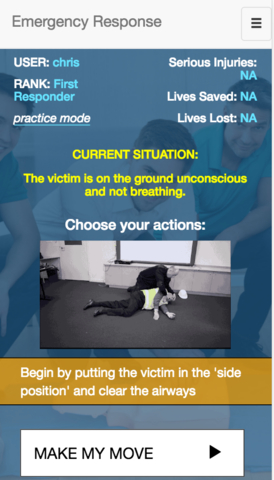 Emergency Response
USER: chris
Serious Injuries:
NA
RANK: First
Responder
Lives Saved: NA
practice mode
Lives Lost: NA
CURRENT SITUATION:
The victim is on the ground unconscious
and not breathing.
Choose your actions:
Begin by putting the victim in the 'side
position' and clear the airways
MAKE MY MOVE